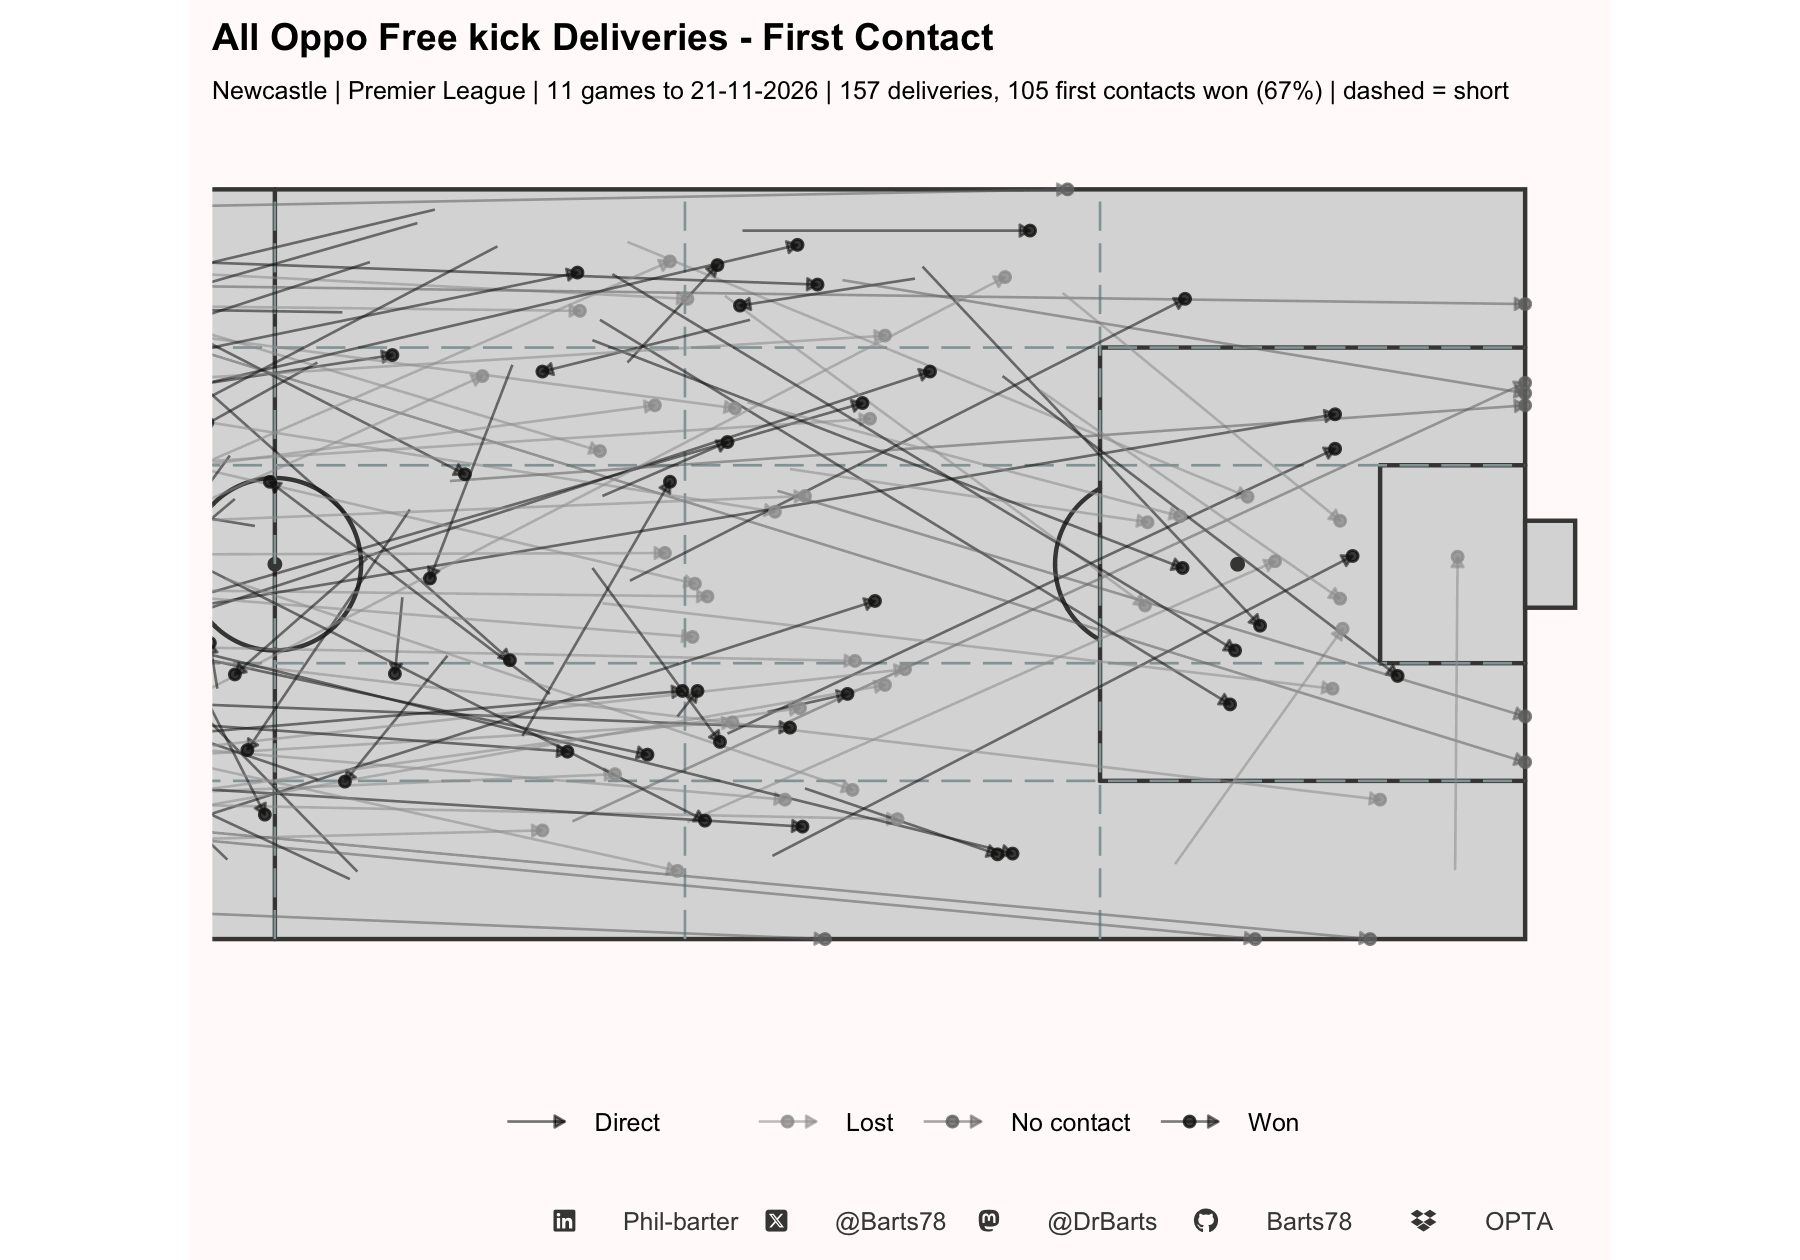 All Oppo Free kick Deliveries - First Contact
Newcastle | Premier League | 11 games to 21-11-2026 | 157 deliveries, 105 first contacts won (67%) | dashed = short
Direct Lost No contact Won
Phil-barter @Barts78 @DrBarts Barts78 OPTA